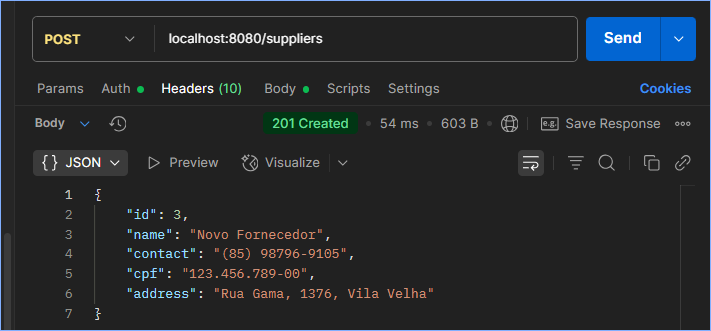 POST localhost:8080/suppliers Send
Params Auth Headers (10) Body Scripts Settings Cookies
Body 201 Created 54 ms 603 B e.g. Save Response
{} JSON Preview Visualize
1 {
2 "id": 3,
3 "name": "Novo Fornecedor",
4 "contact": "(85) 98796-9105",
5 "cpf": "123.456.789-00",
6 "address": "Rua Gama, 1376, Vila Velha"
7 }